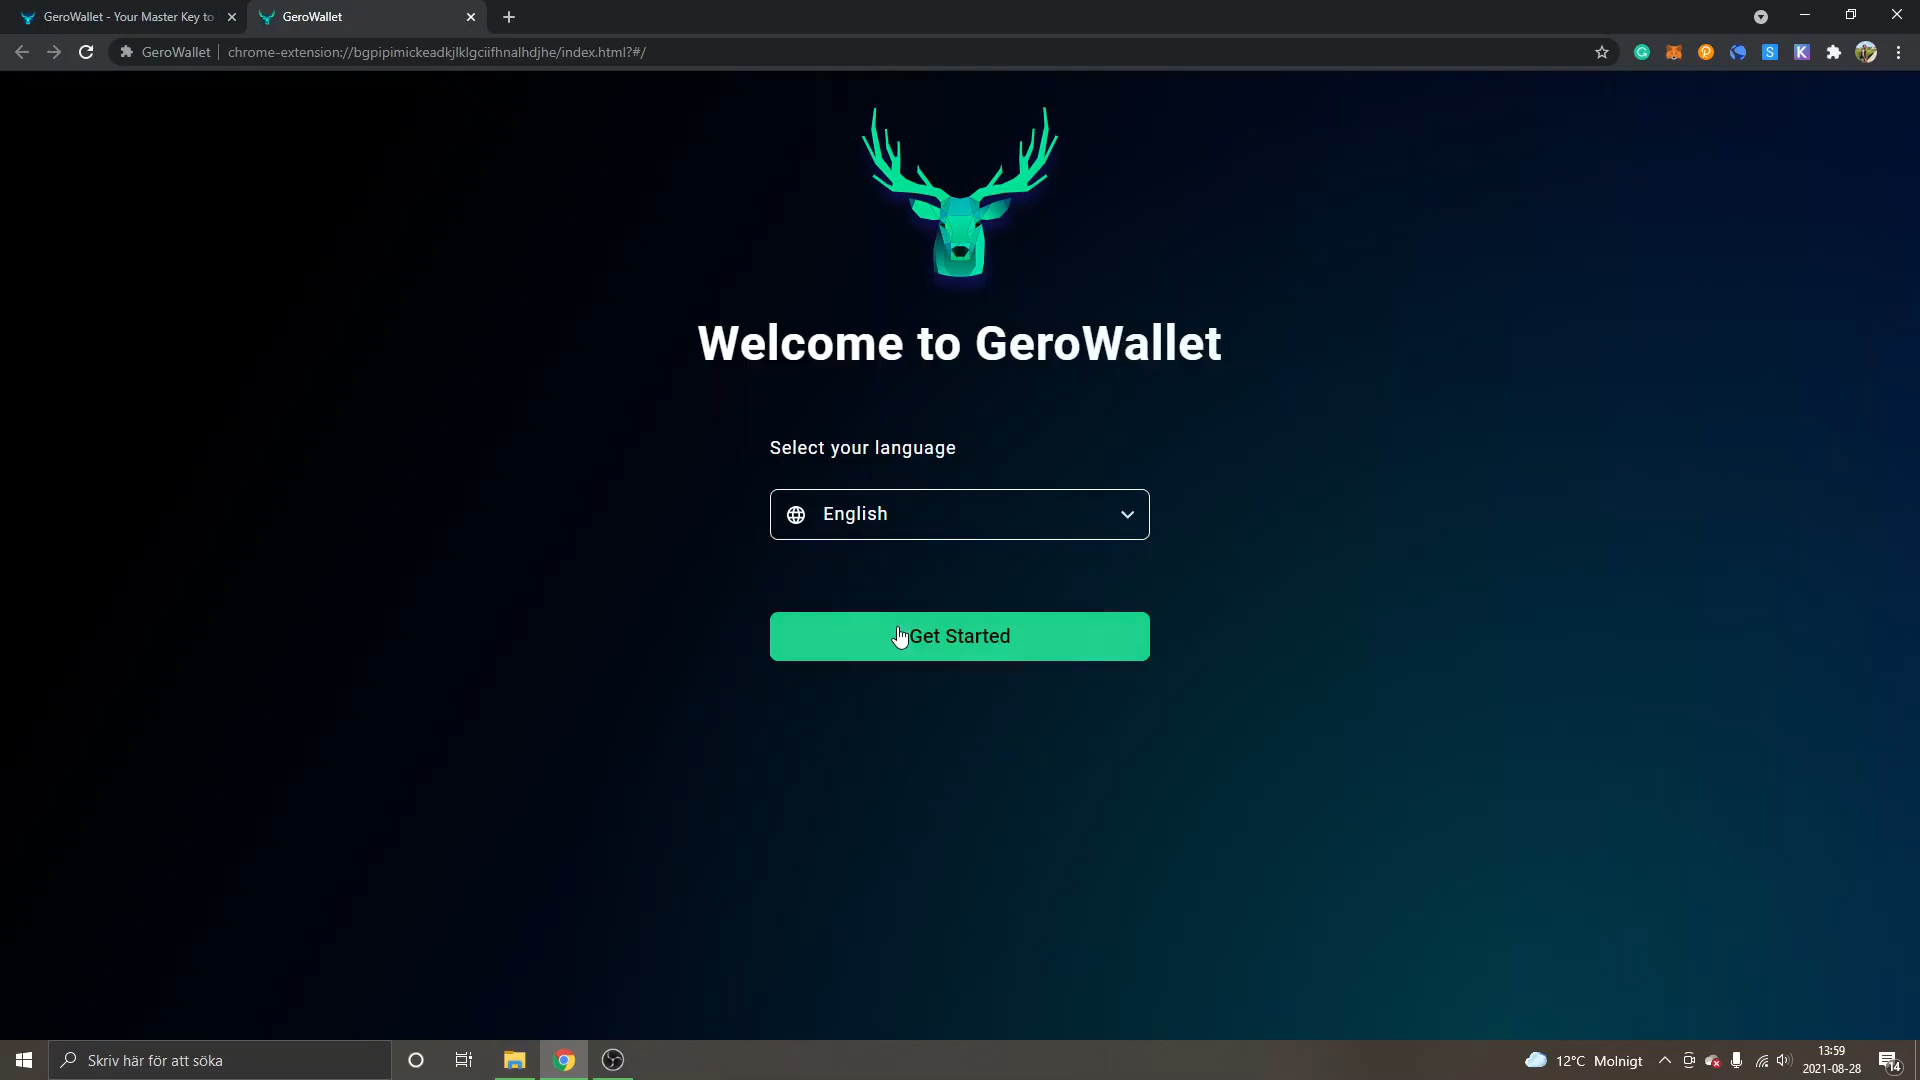 GeroWallet - Your Master Key to
GeroWallet
GeroWallet
chrome-extension://bgpipimickeadkjlklgciifhnalhdjhe/index.html?#/
S
K
Welcome to GeroWallet
Select your language
English
Get Started
Skriv här för att söka
12°C Molnigt
13:59
2021-08-28
14